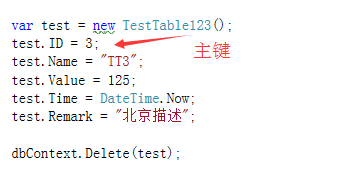 var test = new TestTable123();
test.ID = 3;
主键
test.Name = "TT3";
test.Value = 125;
test.Time = DateTime.Now;
test.Remark = "北京描述";
dbContext.Delete(test);